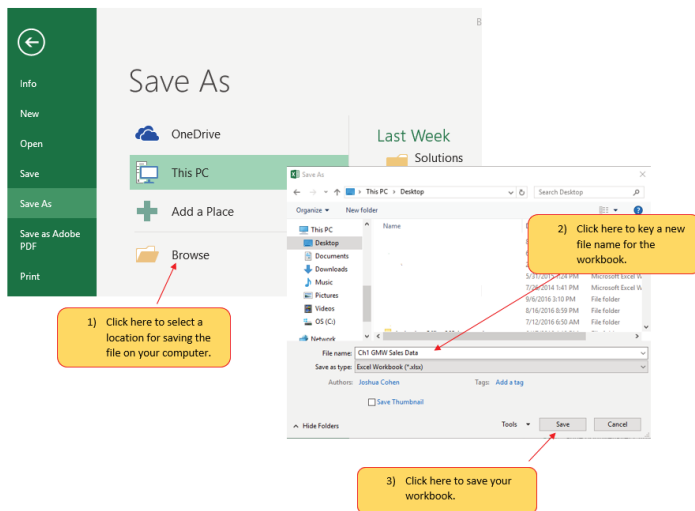 B
Info
New
Open
Save
Save As
Save as Adobe
PDF
Print
Save As
OneDrive
This PC
Add a Place
Browse
Last Week
Solutions
1) Click here to select a
location for saving the
file on your computer.
Save As
This PC › Desktop
Search Desktop
Organize
New folder
This PC
Desktop
Documents
Downloads
Music
Pictures
Videos
OS (C:)
Network
Name
5/31/2015 7:24 PM Microsoft Excel W
7/26/2014 1:41 PM Microsoft Excel W
9/6/2016 3:10 PM File folder
8/16/2016 8:59 PM File folder
7/12/2016 6:50 AM File folder
2) Click here to key a new
file name for the
workbook.
File name: Ch1 GMW Sales Data
Save as type: Excel Workbook (*.xlsx)
Authors: Joshua Cohen Tags: Add a tag
Save Thumbnail
Hide Folders Tools Save Cancel
3) Click here to save your
workbook.